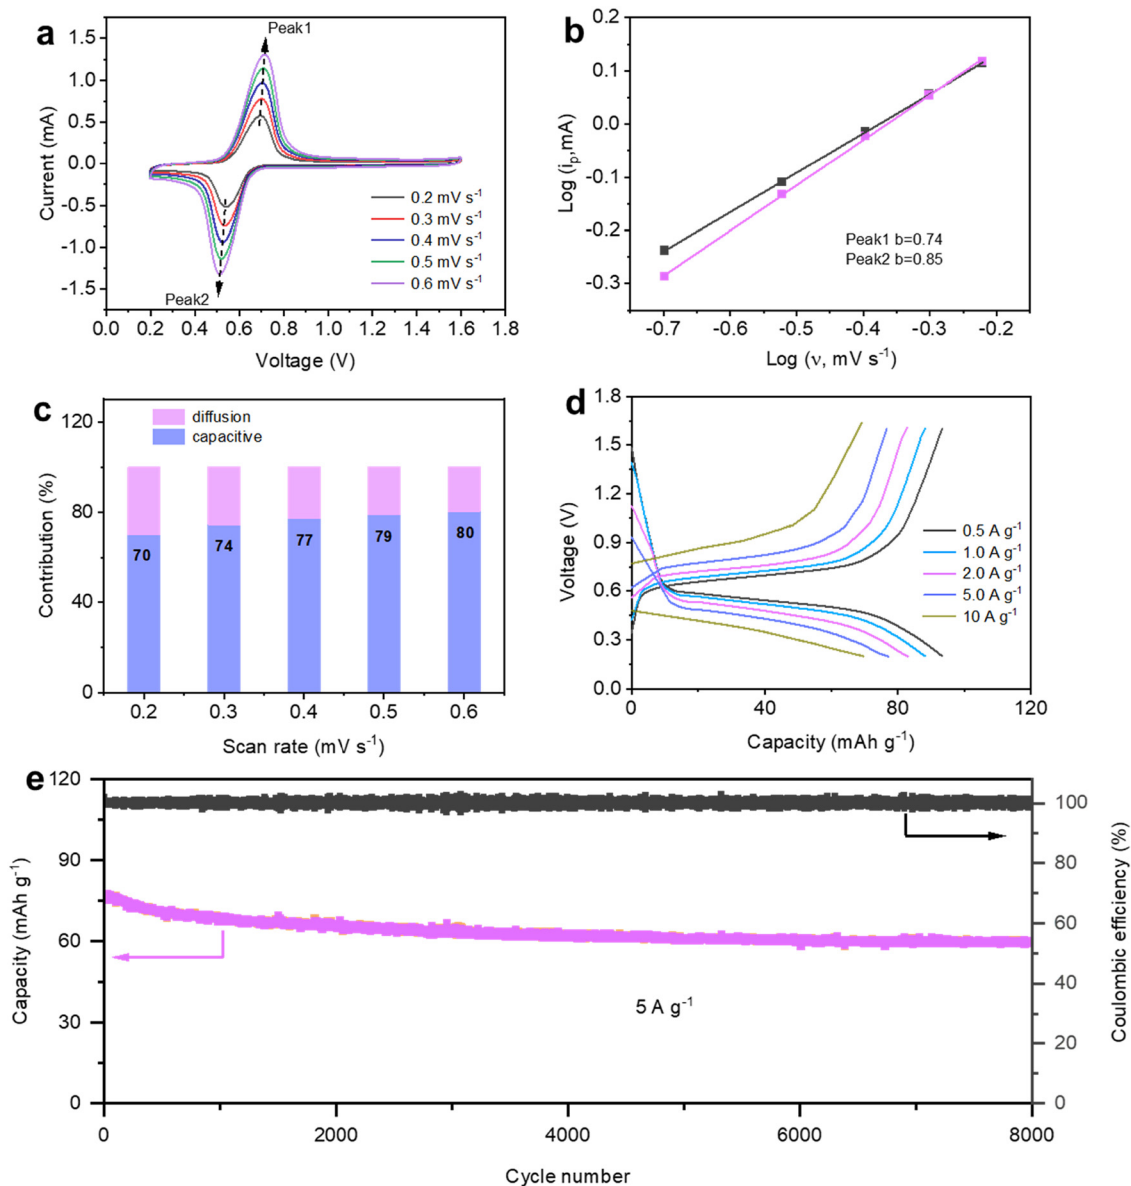 a
Peak1
1.5
1.0
0.5
0.0
-0.5
-1.0
-1.5
Current (mA)
0.2 mV s⁻¹
0.3 mV s⁻¹
0.4 mV s⁻¹
0.5 mV s⁻¹
0.6 mV s⁻¹
Peak2
0.0 0.2 0.4 0.6 0.8 1.0 1.2 1.4 1.6 1.8
Voltage (V)
b
0.1
0.0
-0.1
-0.2
-0.3
Log (iₚ,mA)
Peak1 b=0.74
Peak2 b=0.85
-0.7 -0.6 -0.5 -0.4 -0.3 -0.2
Log (ν, mV s⁻¹)
c
diffusion
capacitive
120
80
40
0
Contribution (%)
70 74 77 79 80
0.2 0.3 0.4 0.5 0.6
Scan rate (mV s⁻¹)
d
1.8
1.5
1.2
0.9
0.6
0.3
0.0
Voltage (V)
0.5 A g⁻¹
1.0 A g⁻¹
2.0 A g⁻¹
5.0 A g⁻¹
10 A g⁻¹
0 40 80 120
Capacity (mAh g⁻¹)
e
120
90
60
30
0
Capacity (mAh g⁻¹)
5 A g⁻¹
100
80
60
40
20
0
Coulombic efficiency (%)
0 2000 4000 6000 8000
Cycle number